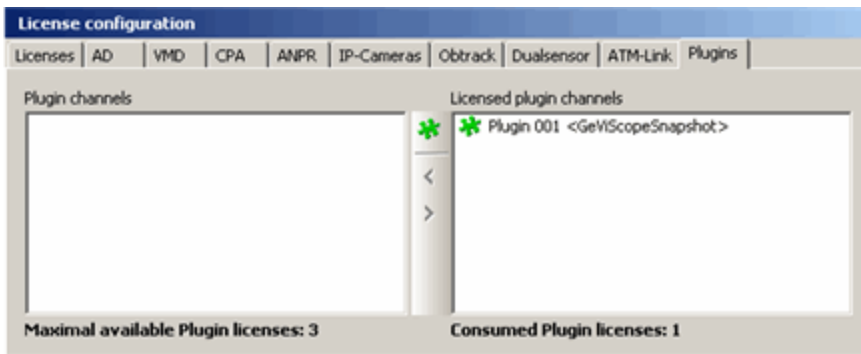 License configuration
Licenses AD VMD CPA ANPR IP-Cameras Obtrack Dualsensor ATM-Link Plugins
Plugin channels Licensed plugin channels
Plugin 001 <GeViScopeSnapshot>
< 
>
Maximal available Plugin licenses: 3 Consumed Plugin licenses: 1